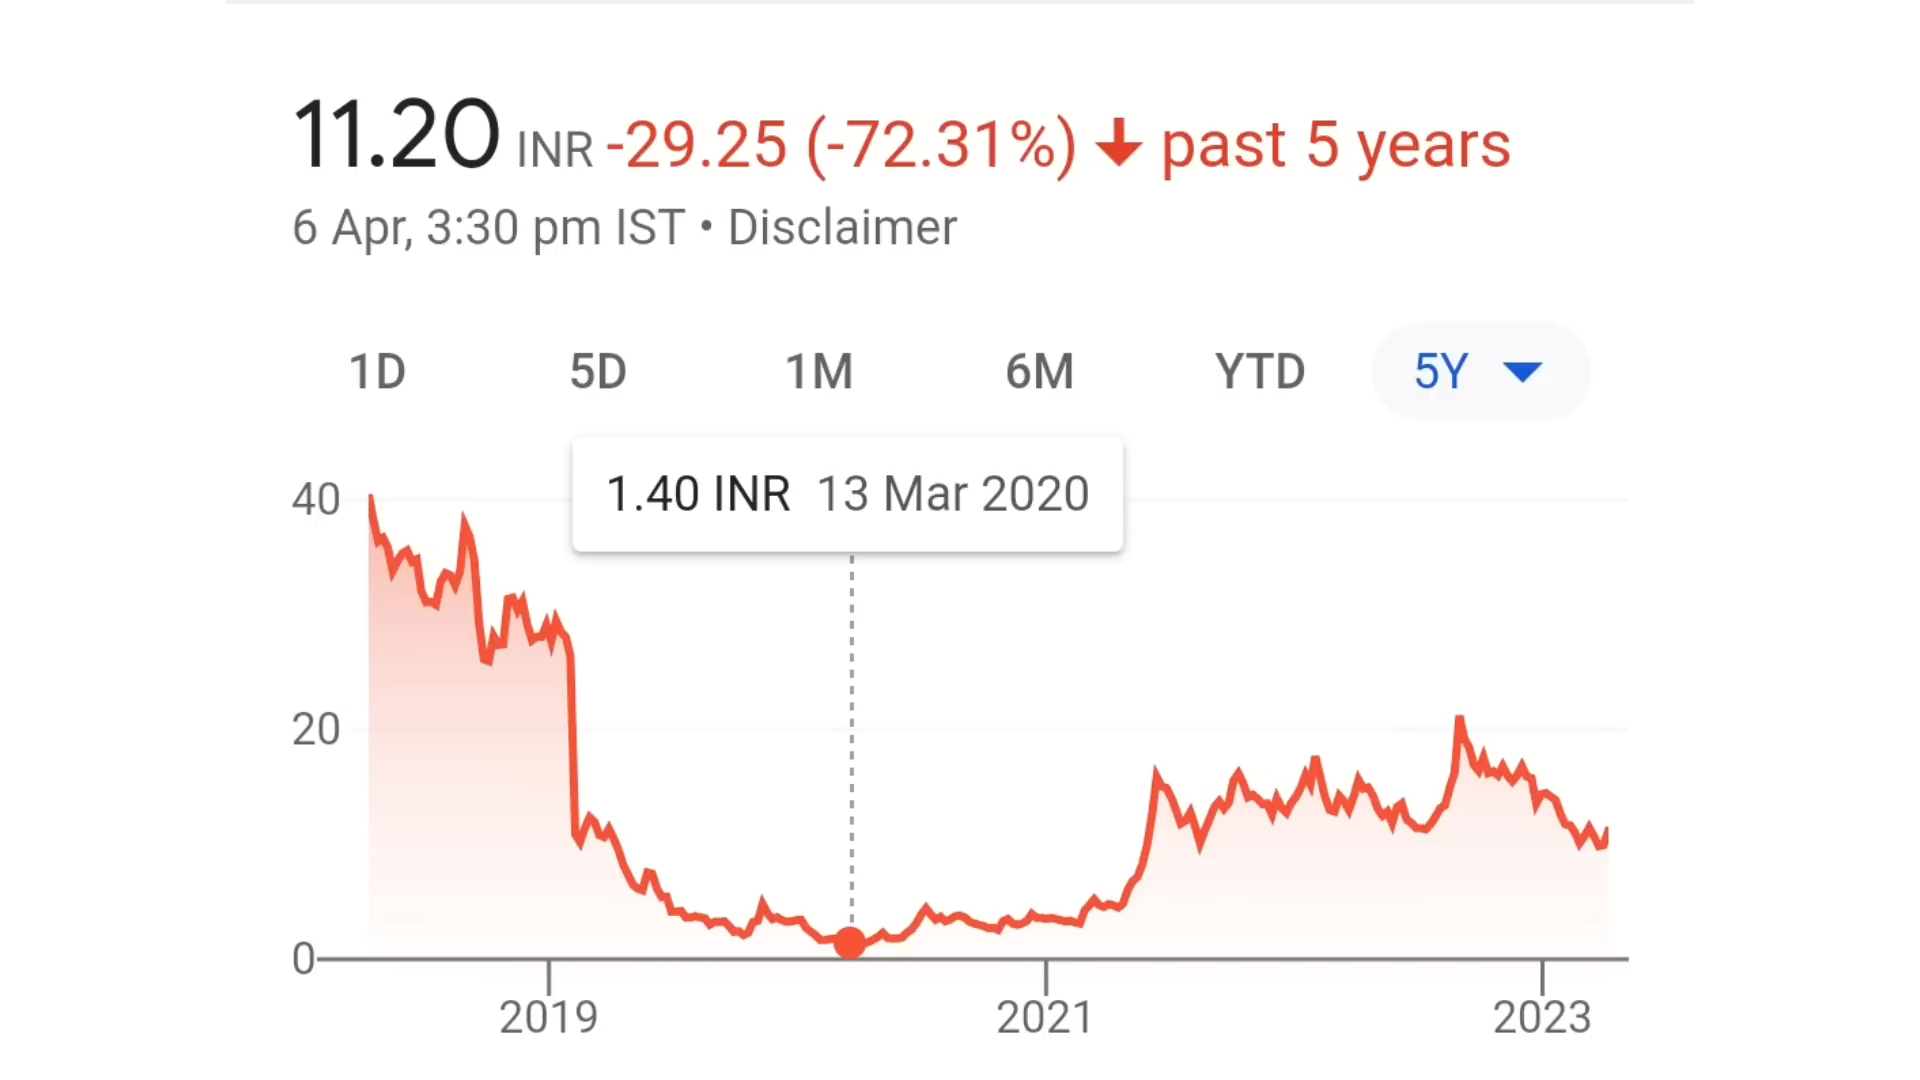 11.20 INR -29.25 (-72.31%) ↓ past 5 years
6 Apr, 3:30 pm IST • Disclaimer
1D 5D 1M 6M YTD 5Y
1.40 INR 13 Mar 2020
40
20
0
2019 2021 2023